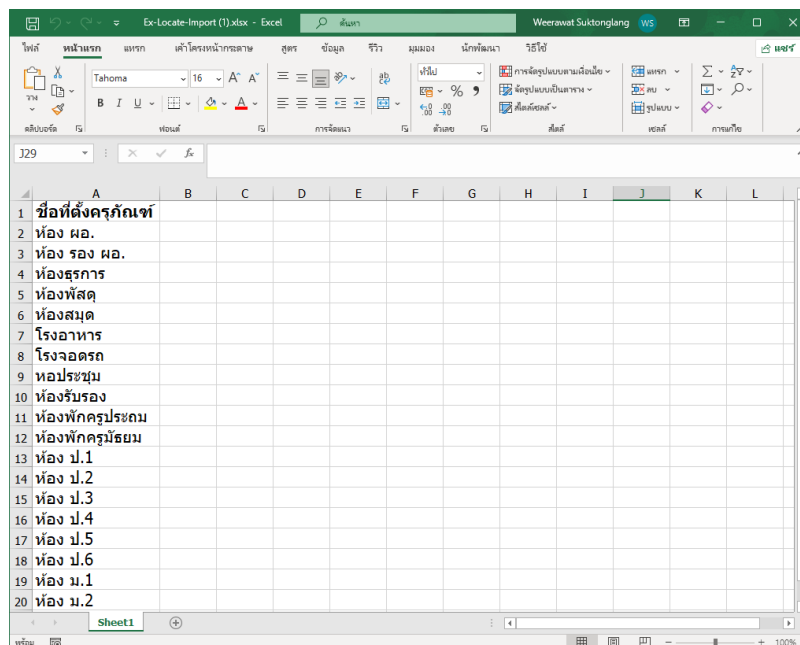 Ex-Locate-Import (1).xlsx - Excel
ค้นหา
Weerawat Suktonglang WS
ไฟล์ หน้าแรก แทรก เค้าโครงหน้ากระดาษ สูตร ข้อมูล รีวิว มุมมอง นักพัฒนา วิธีใช้ แชร์
วาง
Tahoma 16 A A
B I U A
ab
ทั่วไป
% 9
.00
การจัดรูปแบบตามเงื่อนไข
จัดรูปแบบเป็นตาราง
สไตล์เซลล์
แทรก
ลบ
รูปแบบ
คลิปบอร์ด ฟอนต์ การจัดแนว ตัวเลข สไตล์ เซลล์ การแก้ไข
J29 fx
A B C D E F G H I J K L
1 ชื่อที่ตั้งครุภัณฑ์
2 ห้อง ผอ.
3 ห้อง รอง ผอ.
4 ห้องธุรการ
5 ห้องพัสดุ
6 ห้องสมุด
7 โรงอาหาร
8 โรงจอดรถ
9 หอประชุม
10 ห้องรับรอง
11 ห้องพักครูประถม
12 ห้องพักครูมัธยม
13 ห้อง ป.1
14 ห้อง ป.2
15 ห้อง ป.3
16 ห้อง ป.4
17 ห้อง ป.5
18 ห้อง ป.6
19 ห้อง ม.1
20 ห้อง ม.2
Sheet1
พร้อม
100%